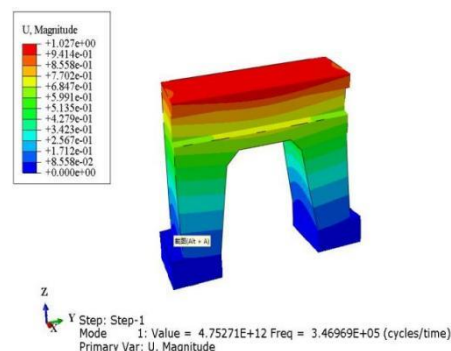 U, Magnitude
+1.027e+00
+9.414e-01
+8.558e-01
+7.702e-01
+6.847e-01
+5.991e-01
+5.135e-01
+4.279e-01
+3.423e-01
+2.567e-01
+1.712e-01
+8.558e-02
+0.000e+00
截图(Alt + A)
Z
Y
X
Step: Step-1
Mode 1: Value = 4.75271E+12 Freq = 3.46969E+05 (cycles/time)
Primary Var: U, Magnitude